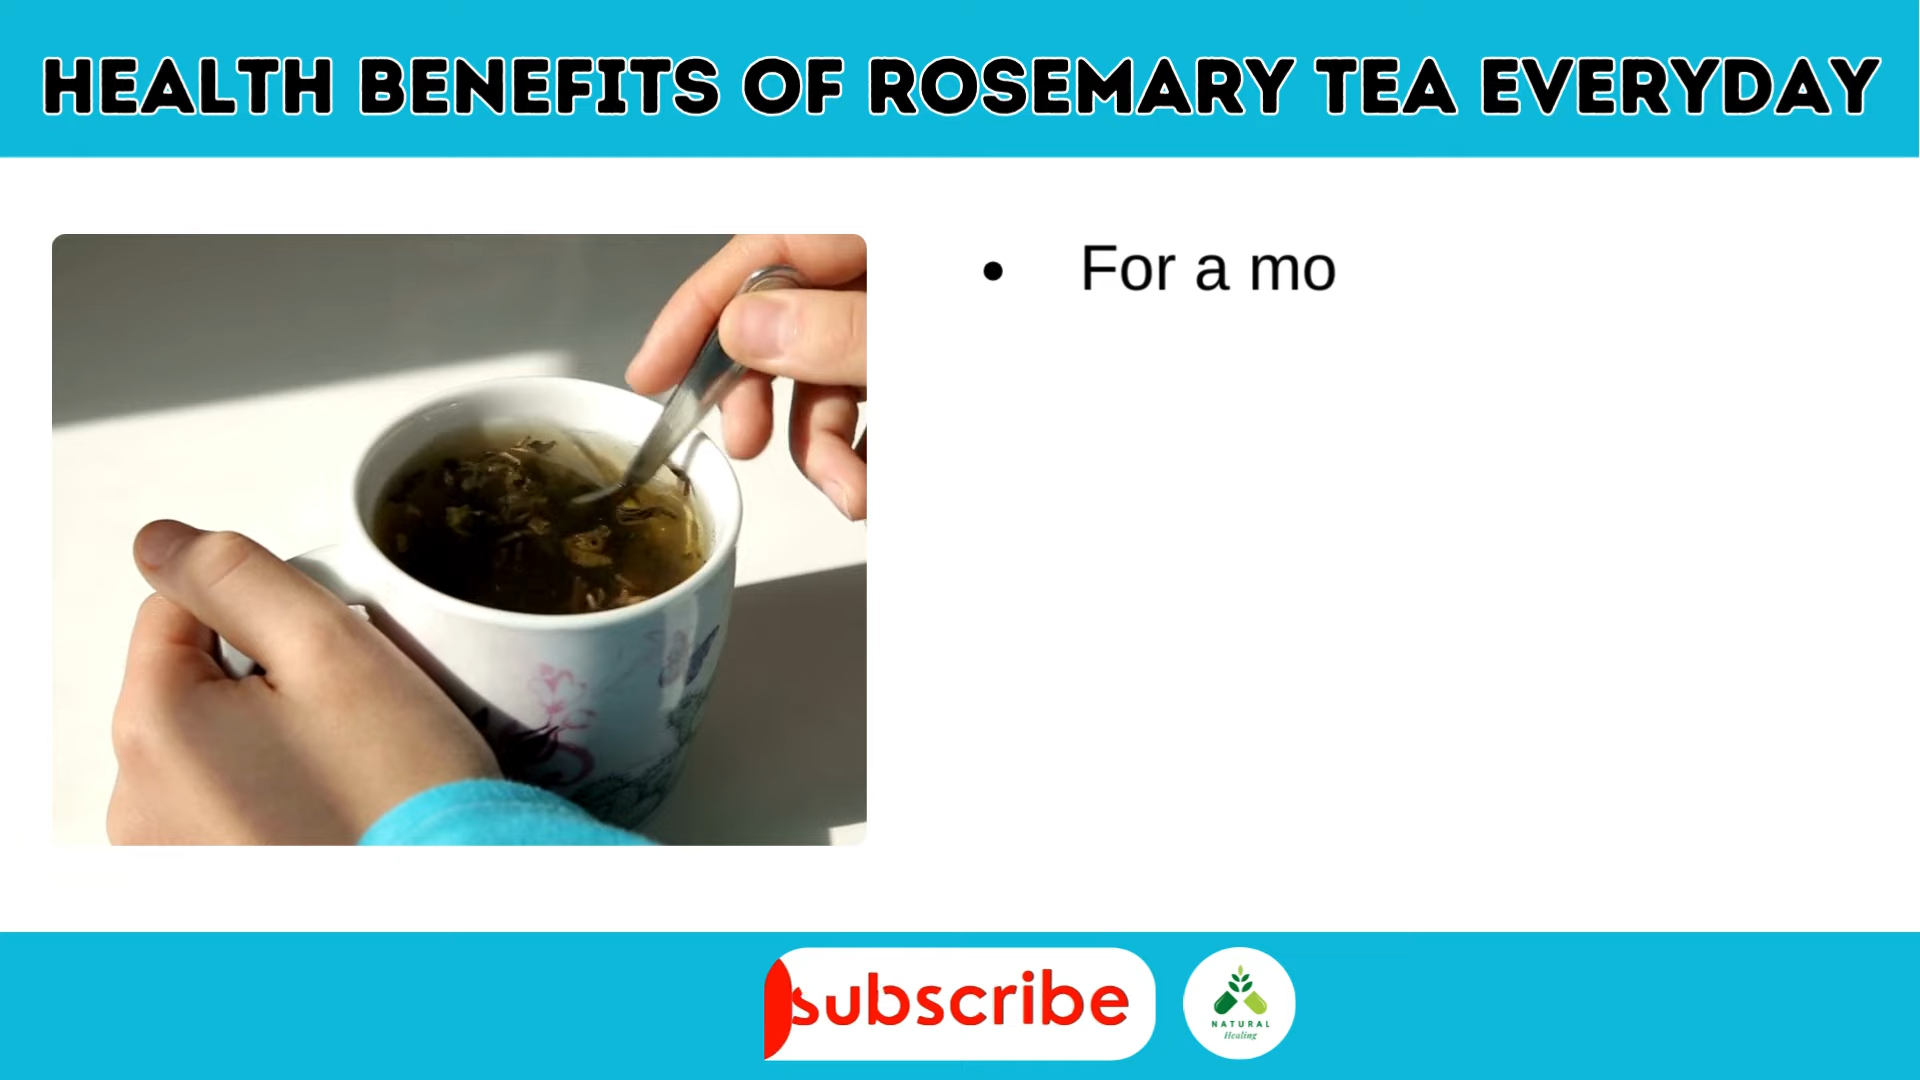 HEALTH BENEFITS OF ROSEMARY TEA EVERYDAY
• For a mo
subscribe
NATURAL
Healing